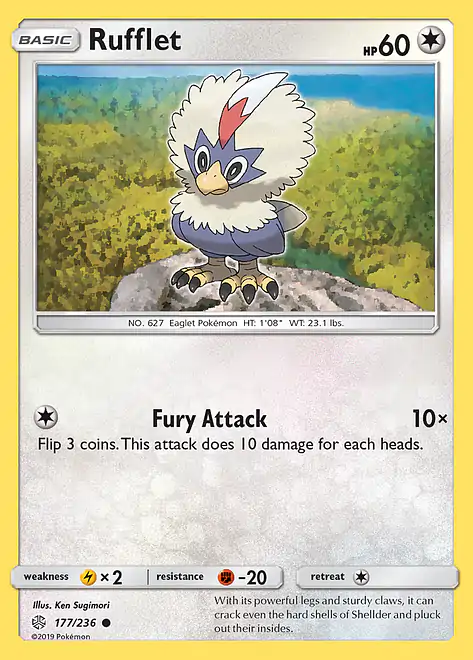 BASIC Rufflet HP60
NO. 627 Eaglet Pokémon HT: 1'08" WT: 23.1 lbs.
Fury Attack 10×
Flip 3 coins. This attack does 10 damage for each heads.
weakness × 2 resistance -20 retreat
Illus. Ken Sugimori
177/236
©2019 Pokémon
With its powerful legs and sturdy claws, it can
crack even the hard shells of Shellder and pluck
out their insides.